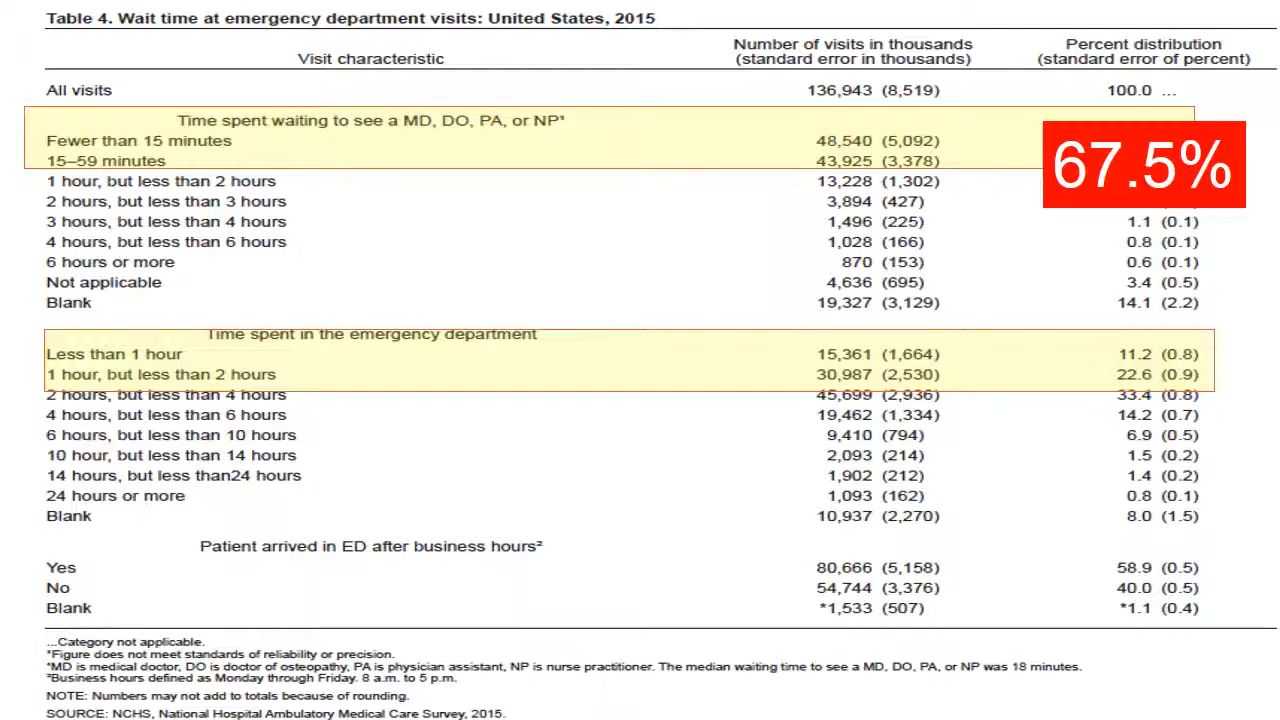 Table 4. Wait time at emergency department visits: United States, 2015
Visit characteristic Number of visits in thousands (standard error in thousands) Percent distribution (standard error of percent)
All visits 136,943 (8,519) 100.0 ...
Time spent waiting to see a MD, DO, PA, or NP¹
Fewer than 15 minutes 48,540 (5,092)
15–59 minutes 43,925 (3,378)
67.5%
1 hour, but less than 2 hours 13,228 (1,302)
2 hours, but less than 3 hours 3,894 (427)
3 hours, but less than 4 hours 1,496 (225) 1.1 (0.1)
4 hours, but less than 6 hours 1,028 (166) 0.8 (0.1)
6 hours or more 870 (153) 0.6 (0.1)
Not applicable 4,636 (695) 3.4 (0.5)
Blank 19,327 (3,129) 14.1 (2.2)
Time spent in the emergency department
Less than 1 hour 15,361 (1,664) 11.2 (0.8)
1 hour, but less than 2 hours 30,987 (2,530) 22.6 (0.9)
2 hours, but less than 4 hours 45,699 (2,936) 33.4 (0.8)
4 hours, but less than 6 hours 19,462 (1,334) 14.2 (0.7)
6 hours, but less than 10 hours 9,410 (794) 6.9 (0.5)
10 hour, but less than 14 hours 2,093 (214) 1.5 (0.2)
14 hours, but less than24 hours 1,902 (212) 1.4 (0.2)
24 hours or more 1,093 (162) 0.8 (0.1)
Blank 10,937 (2,270) 8.0 (1.5)
Patient arrived in ED after business hours²
Yes 80,666 (5,158) 58.9 (0.5)
No 54,744 (3,376) 40.0 (0.5)
Blank *1,533 (507) *1.1 (0.4)
...Category not applicable.
*Figure does not meet standards of reliability or precision.
¹MD is medical doctor, DO is doctor of osteopathy, PA is physician assistant, NP is nurse practitioner. The median waiting time to see a MD, DO, PA, or NP was 18 minutes.
²Business hours defined as Monday through Friday. 8 a.m. to 5 p.m.
NOTE: Numbers may not add to totals because of rounding.
SOURCE: NCHS, National Hospital Ambulatory Medical Care Survey, 2015.